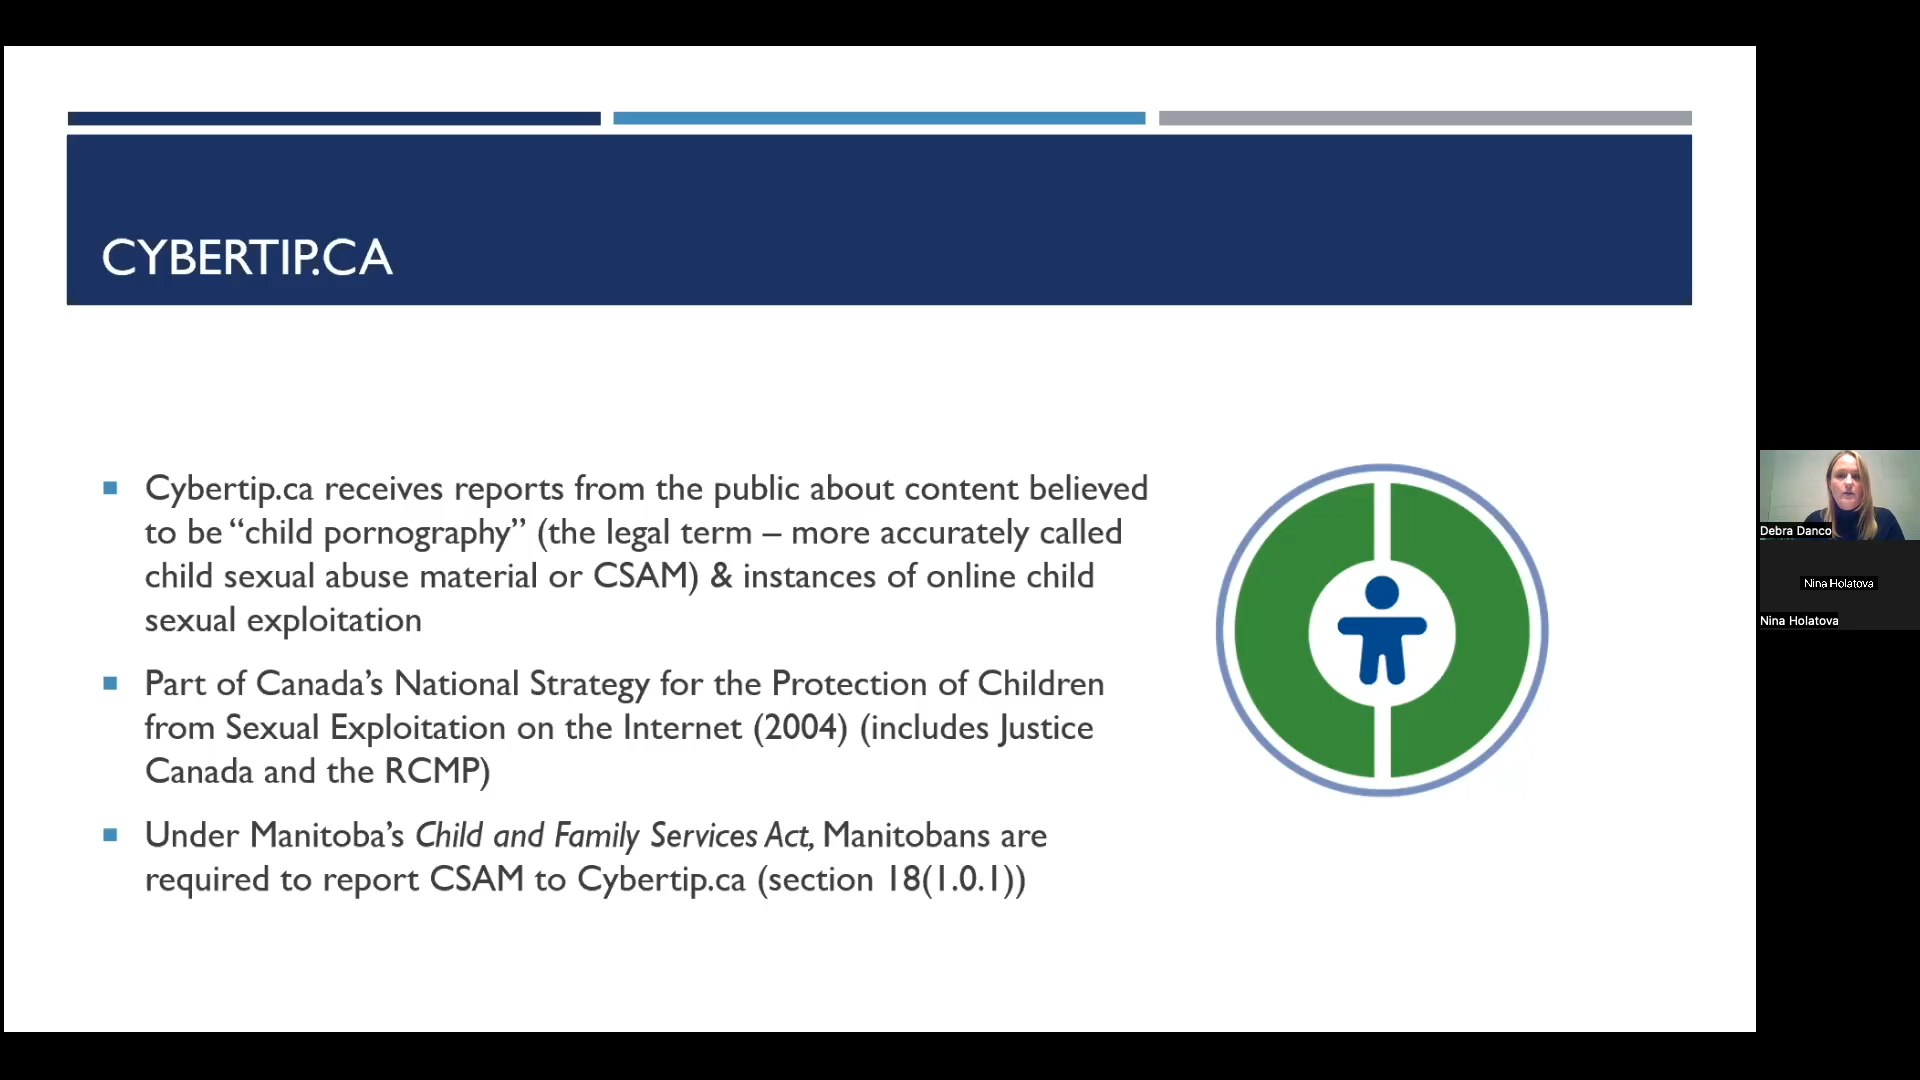 CYBERTIP.CA
Cybertip.ca receives reports from the public about content believed
to be “child pornography” (the legal term – more accurately called
child sexual abuse material or CSAM) & instances of online child
sexual exploitation
Part of Canada’s National Strategy for the Protection of Children
from Sexual Exploitation on the Internet (2004) (includes Justice
Canada and the RCMP)
Under Manitoba’s Child and Family Services Act, Manitobans are
required to report CSAM to Cybertip.ca (section 18(1.0.1))
Debra Danco
Nina Holatova
Nina Holatova